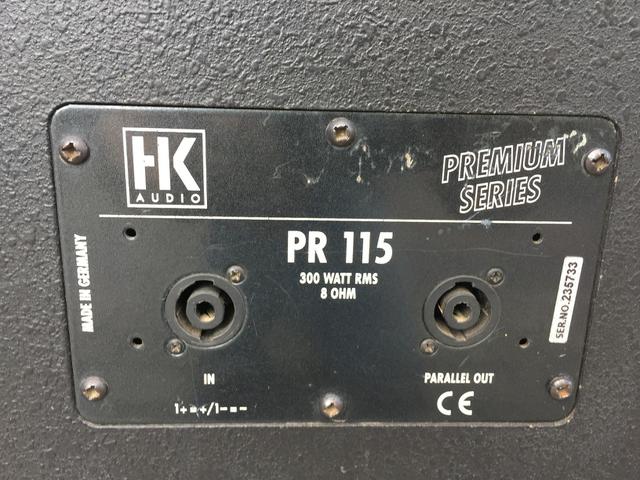 HK
AUDIO
PREMIUM
SERIES
PR 115
300 WATT RMS
8 OHM
MADE IN GERMANY
SER.NO.235733
IN
PARALLEL OUT
1+=+/1-=-
CE